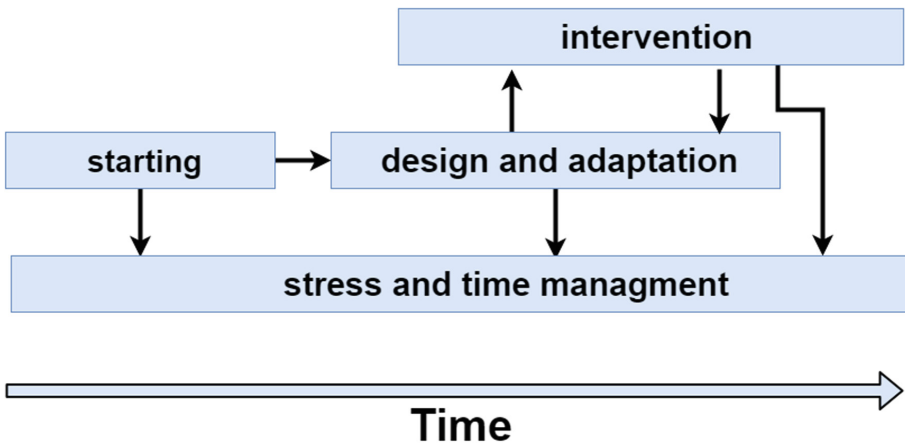 intervention
starting
design and adaptation
stress and time managment
Time